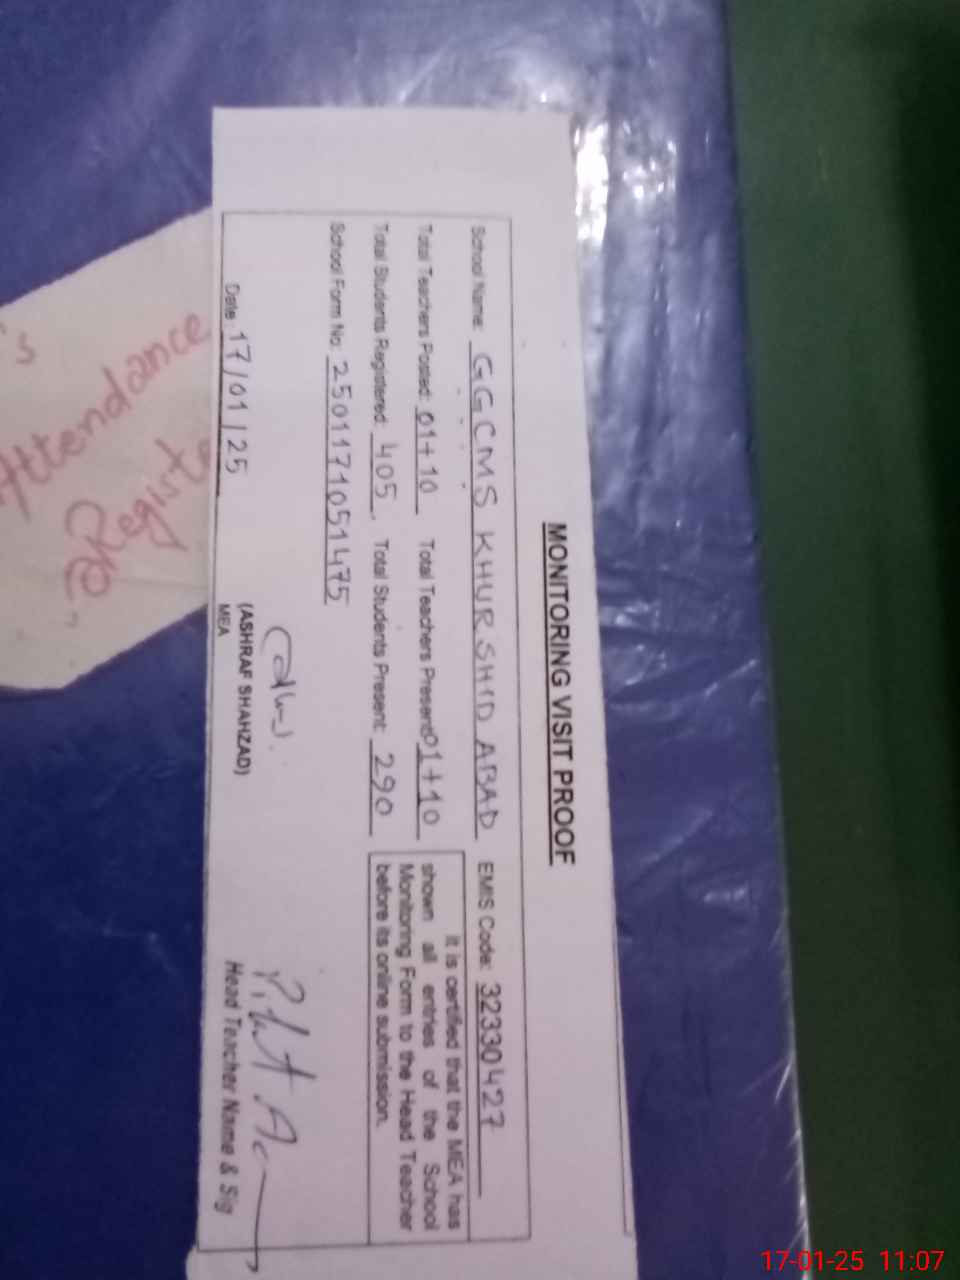 MONITORING VISIT PROOF
School Name: GGCMS KHURSHID ABAD EMIS Code: 32330427
Total Teachers Posted: 01+10 Total Teachers Present 01+10
Total Students Registered: 405. Total Students Present: 290
School Form No: 2501171051475
It is certified that the MEA has
shown all entries of the School
Monitoring Form to the Head Teacher
before its online submission.
Date: 17/01/25
(ASHRAF SHAHZAD)
MEA
Head Teacher Name & Sig
's
Attendance
Registe
17-01-25 11:07